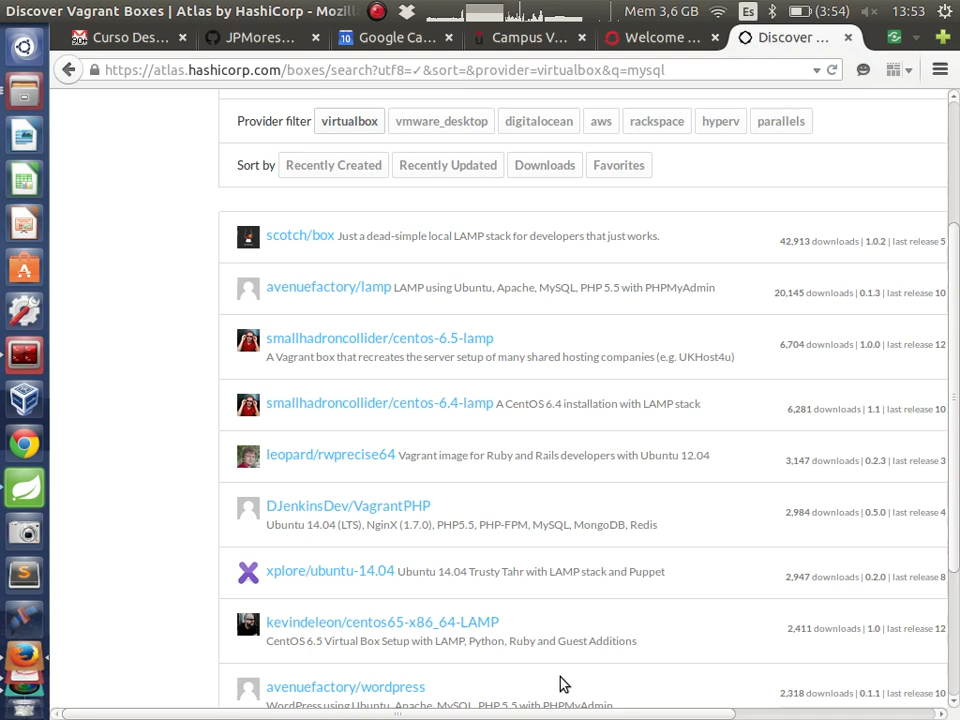 Discover Vagrant Boxes | Atlas by HashiCorp - Mozil
Mem 3,6 GB
Es
(3:54)
13:53
Curso Des...
JPMores...
Google Ca...
Campus V...
Welcome ...
Discover ...
https://atlas.hashicorp.com/boxes/search?utf8=✓&sort=&provider=virtualbox&q=mysql
Provider filter virtualbox vmware_desktop digitalocean aws rackspace hyperv parallels
Sort by Recently Created Recently Updated Downloads Favorites
scotch/box Just a dead-simple local LAMP stack for developers that just works.
42,913 downloads | 1.0.2 | last release 5
avenuefactory/lamp LAMP using Ubuntu, Apache, MySQL, PHP 5.5 with PHPMyAdmin
20,145 downloads | 0.1.3 | last release 10
smallhadroncollider/centos-6.5-lamp
A Vagrant box that recreates the server setup of many shared hosting companies (e.g. UKHost4u)
6,704 downloads | 1.0.0 | last release 12
smallhadroncollider/centos-6.4-lamp A CentOS 6.4 installation with LAMP stack
6,281 downloads | 1.1 | last release 10
leopard/rwprecise64 Vagrant image for Ruby and Rails developers with Ubuntu 12.04
3,147 downloads | 0.2.3 | last release 3
DJenkinsDev/VagrantPHP
Ubuntu 14.04 (LTS), NginX (1.7.0), PHP5.5, PHP-FPM, MySQL, MongoDB, Redis
2,984 downloads | 0.5.0 | last release 4
xplore/ubuntu-14.04 Ubuntu 14.04 Trusty Tahr with LAMP stack and Puppet
2,947 downloads | 0.2.0 | last release 8
kevindeleon/centos65-x86_64-LAMP
CentOS 6.5 Virtual Box Setup with LAMP, Python, Ruby and Guest Additions
2,411 downloads | 1.0 | last release 12
avenuefactory/wordpress
WordPress using Ubuntu, Apache, MySQL, PHP 5.5 with PHPMyAdmin
2,318 downloads | 0.1.1 | last release 10